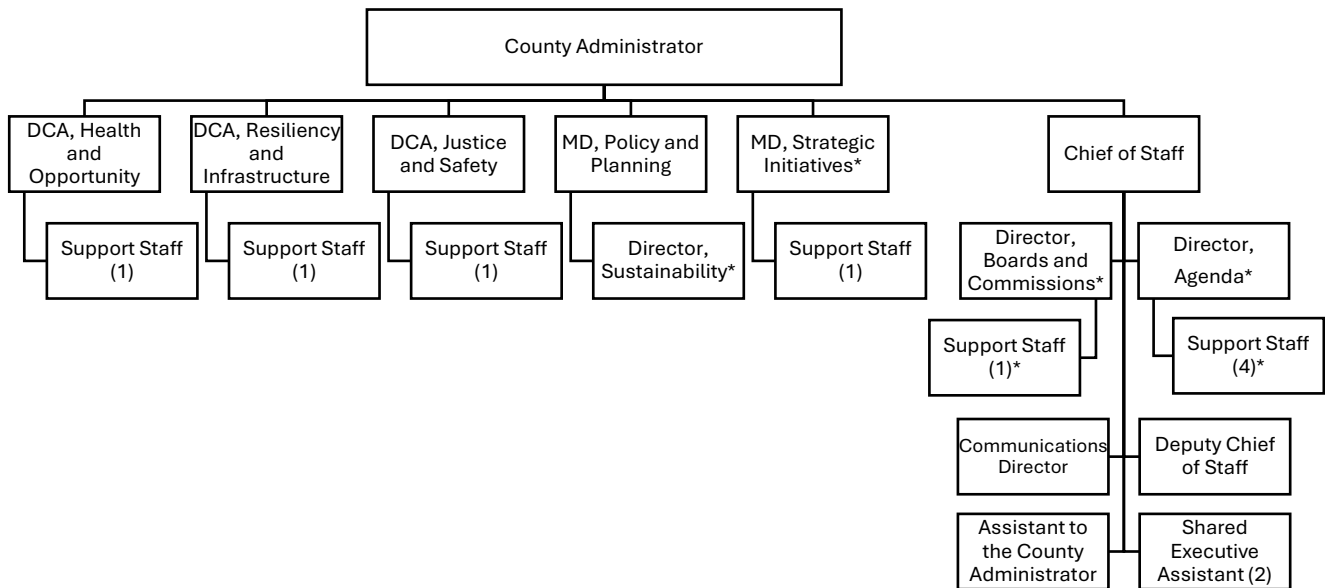 County Administrator
DCA, Health
and
Opportunity
DCA, Resiliency
and
Infrastructure
DCA, Justice
and Safety
MD, Policy and
Planning
MD, Strategic
Initiatives*
Chief of Staff
Support Staff
(1)
Support Staff
(1)
Support Staff
(1)
Director,
Sustainability*
Support Staff
(1)
Director,
Boards and
Commissions*
Director,
Agenda*
Support Staff
(1)*
Support Staff
(4)*
Communications
Director
Deputy Chief
of Staff
Assistant to
the County
Administrator
Shared
Executive
Assistant (2)